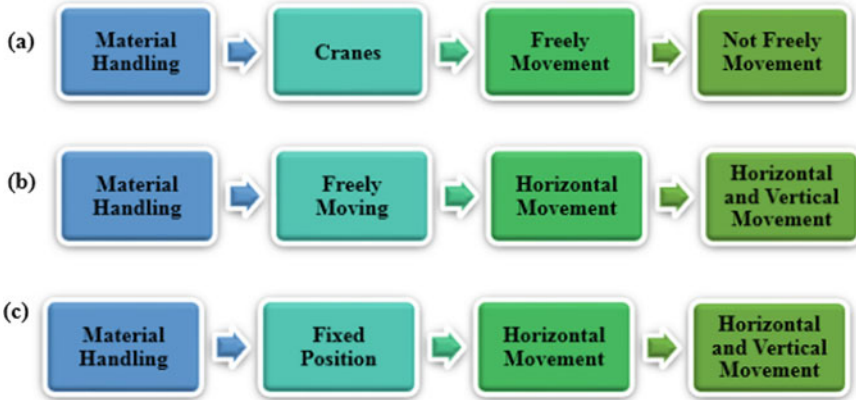 (a)
Material
Handling
Cranes
Freely
Movement
Not Freely
Movement
(b)
Material
Handling
Freely
Moving
Horizontal
Movement
Horizontal
and Vertical
Movement
(c)
Material
Handling
Fixed
Position
Horizontal
Movement
Horizontal
and Vertical
Movement